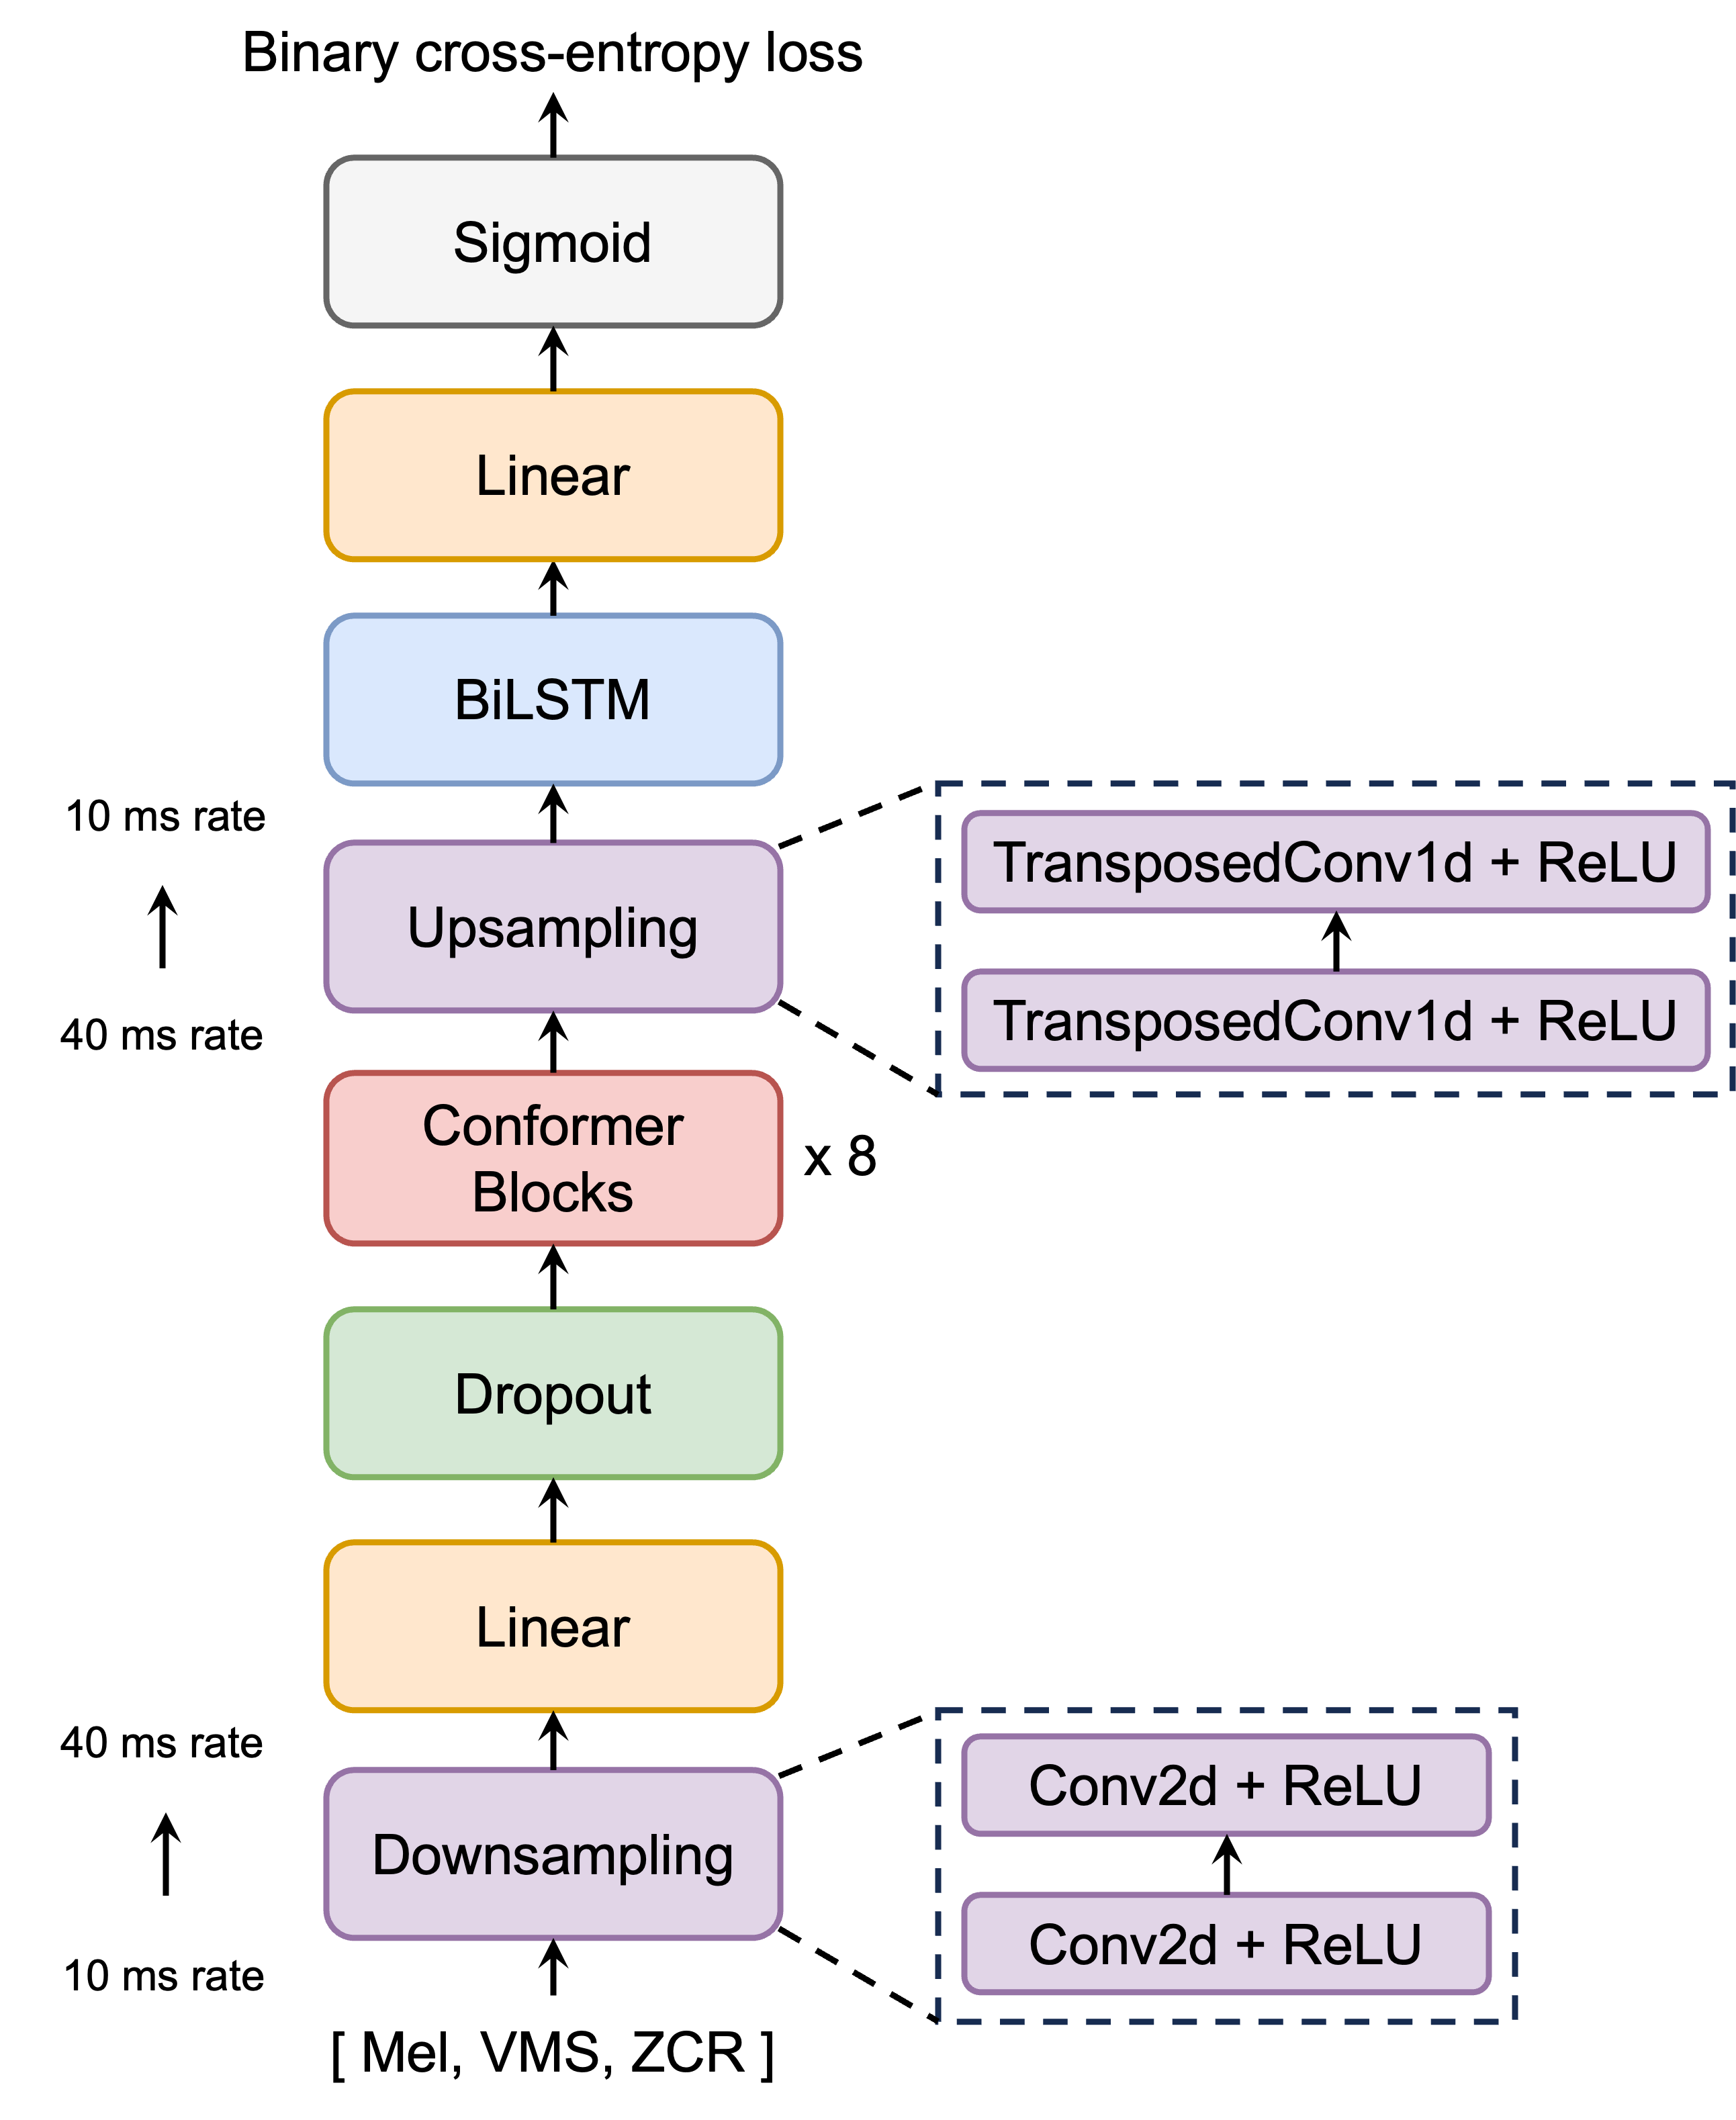 Binary cross-entropy loss
Sigmoid
Linear
BiLSTM
10 ms rate
Upsampling
40 ms rate
TransposedConv1d + ReLU
TransposedConv1d + ReLU
Conformer
Blocks
x 8
Dropout
Linear
40 ms rate
Downsampling
10 ms rate
Conv2d + ReLU
Conv2d + ReLU
[ Mel, VMS, ZCR ]